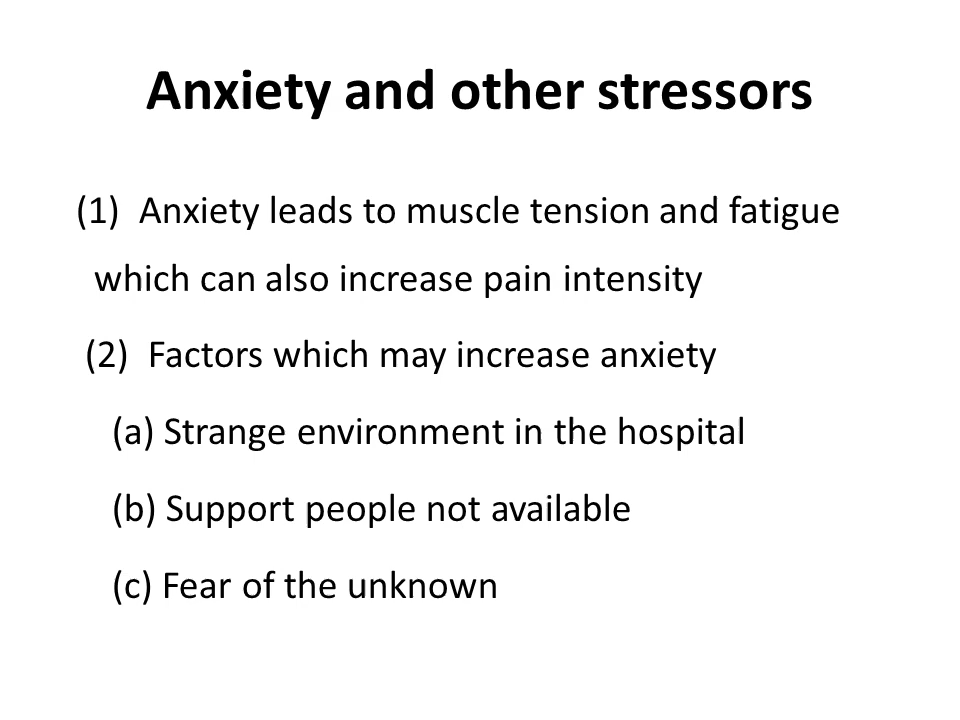 Anxiety and other stressors
(1) Anxiety leads to muscle tension and fatigue
which can also increase pain intensity
(2) Factors which may increase anxiety
(a) Strange environment in the hospital
(b) Support people not available
(c) Fear of the unknown